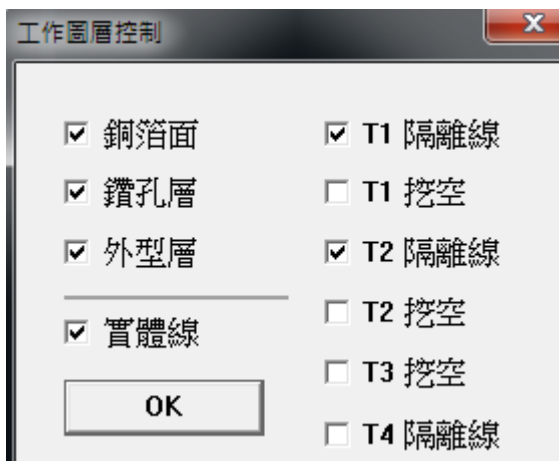 工作圖層控制
銅箔面
鑽孔層
外型層
實體線
OK
T1 隔離線
T1 挖空
T2 隔離線
T2 挖空
T3 挖空
T4 隔離線